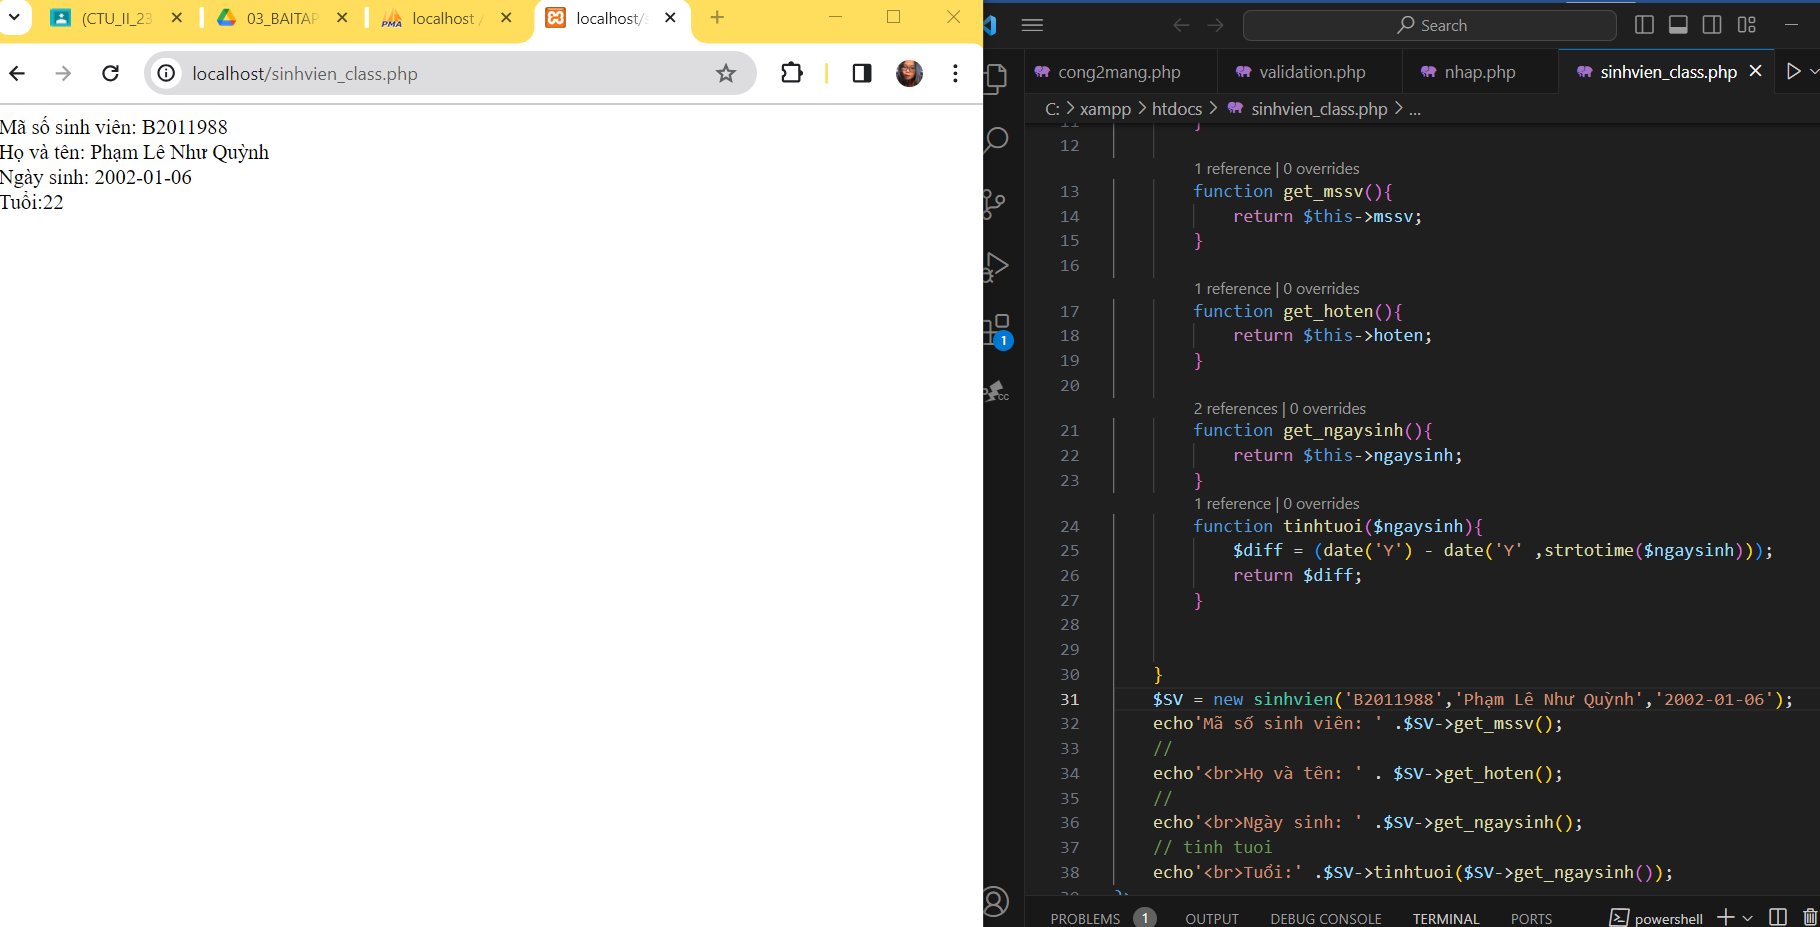 (CTU_II_23
03_BAITAP
localhost /
localhost/s
localhost/sinhvien_class.php
Mã số sinh viên: B2011988
Họ và tên: Phạm Lê Như Quỳnh
Ngày sinh: 2002-01-06
Tuổi:22
Search
cong2mang.php
validation.php
nhap.php
sinhvien_class.php
C: > xampp > htdocs > sinhvien_class.php > ...
11 }
12
1 reference | 0 overrides
13 function get_mssv(){
14 return $this->mssv;
15 }
16
1 reference | 0 overrides
17 function get_hoten(){
18 return $this->hoten;
19 }
20
2 references | 0 overrides
21 function get_ngaysinh(){
22 return $this->ngaysinh;
23 }
1 reference | 0 overrides
24 function tinhtuoi($ngaysinh){
25 $diff = (date('Y') - date('Y' ,strtotime($ngaysinh)));
26 return $diff;
27 }
28
29
30 }
31 $SV = new sinhvien('B2011988','Phạm Lê Như Quỳnh','2002-01-06');
32 echo'Mã số sinh viên: ' .$SV->get_mssv();
33 //
34 echo'<br>Họ và tên: ' . $SV->get_hoten();
35 //
36 echo'<br>Ngày sinh: ' .$SV->get_ngaysinh();
37 // tinh tuoi
38 echo'<br>Tuổi:' .$SV->tinhtuoi($SV->get_ngaysinh());
PROBLEMS 1 OUTPUT DEBUG CONSOLE TERMINAL PORTS powershell